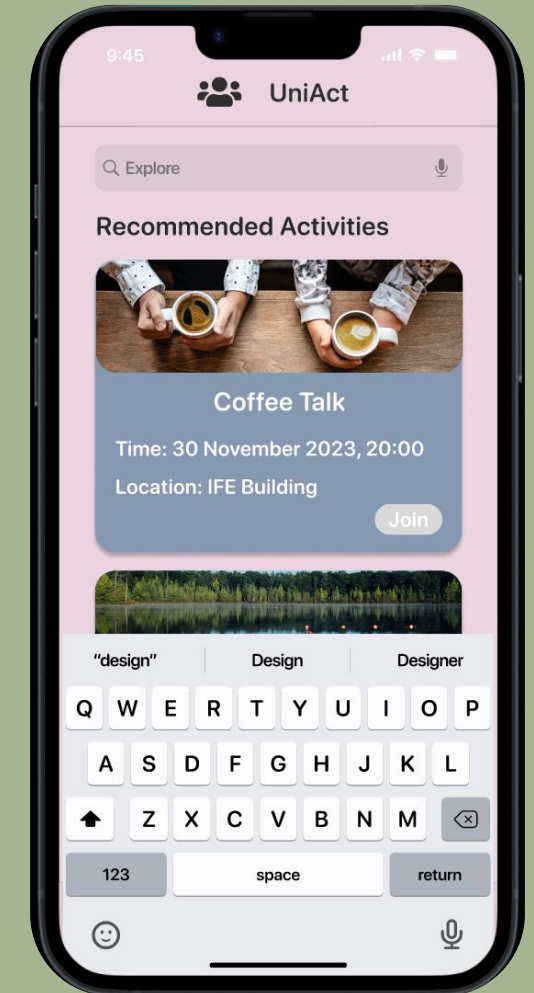 9:45
UniAct
Explore
Recommended Activities
Coffee Talk
Time: 30 November 2023, 20:00
Location: IFE Building
Join
"design" Design Designer
Q W E R T Y U I O P
A S D F G H J K L
Z X C V B N M
123 space return